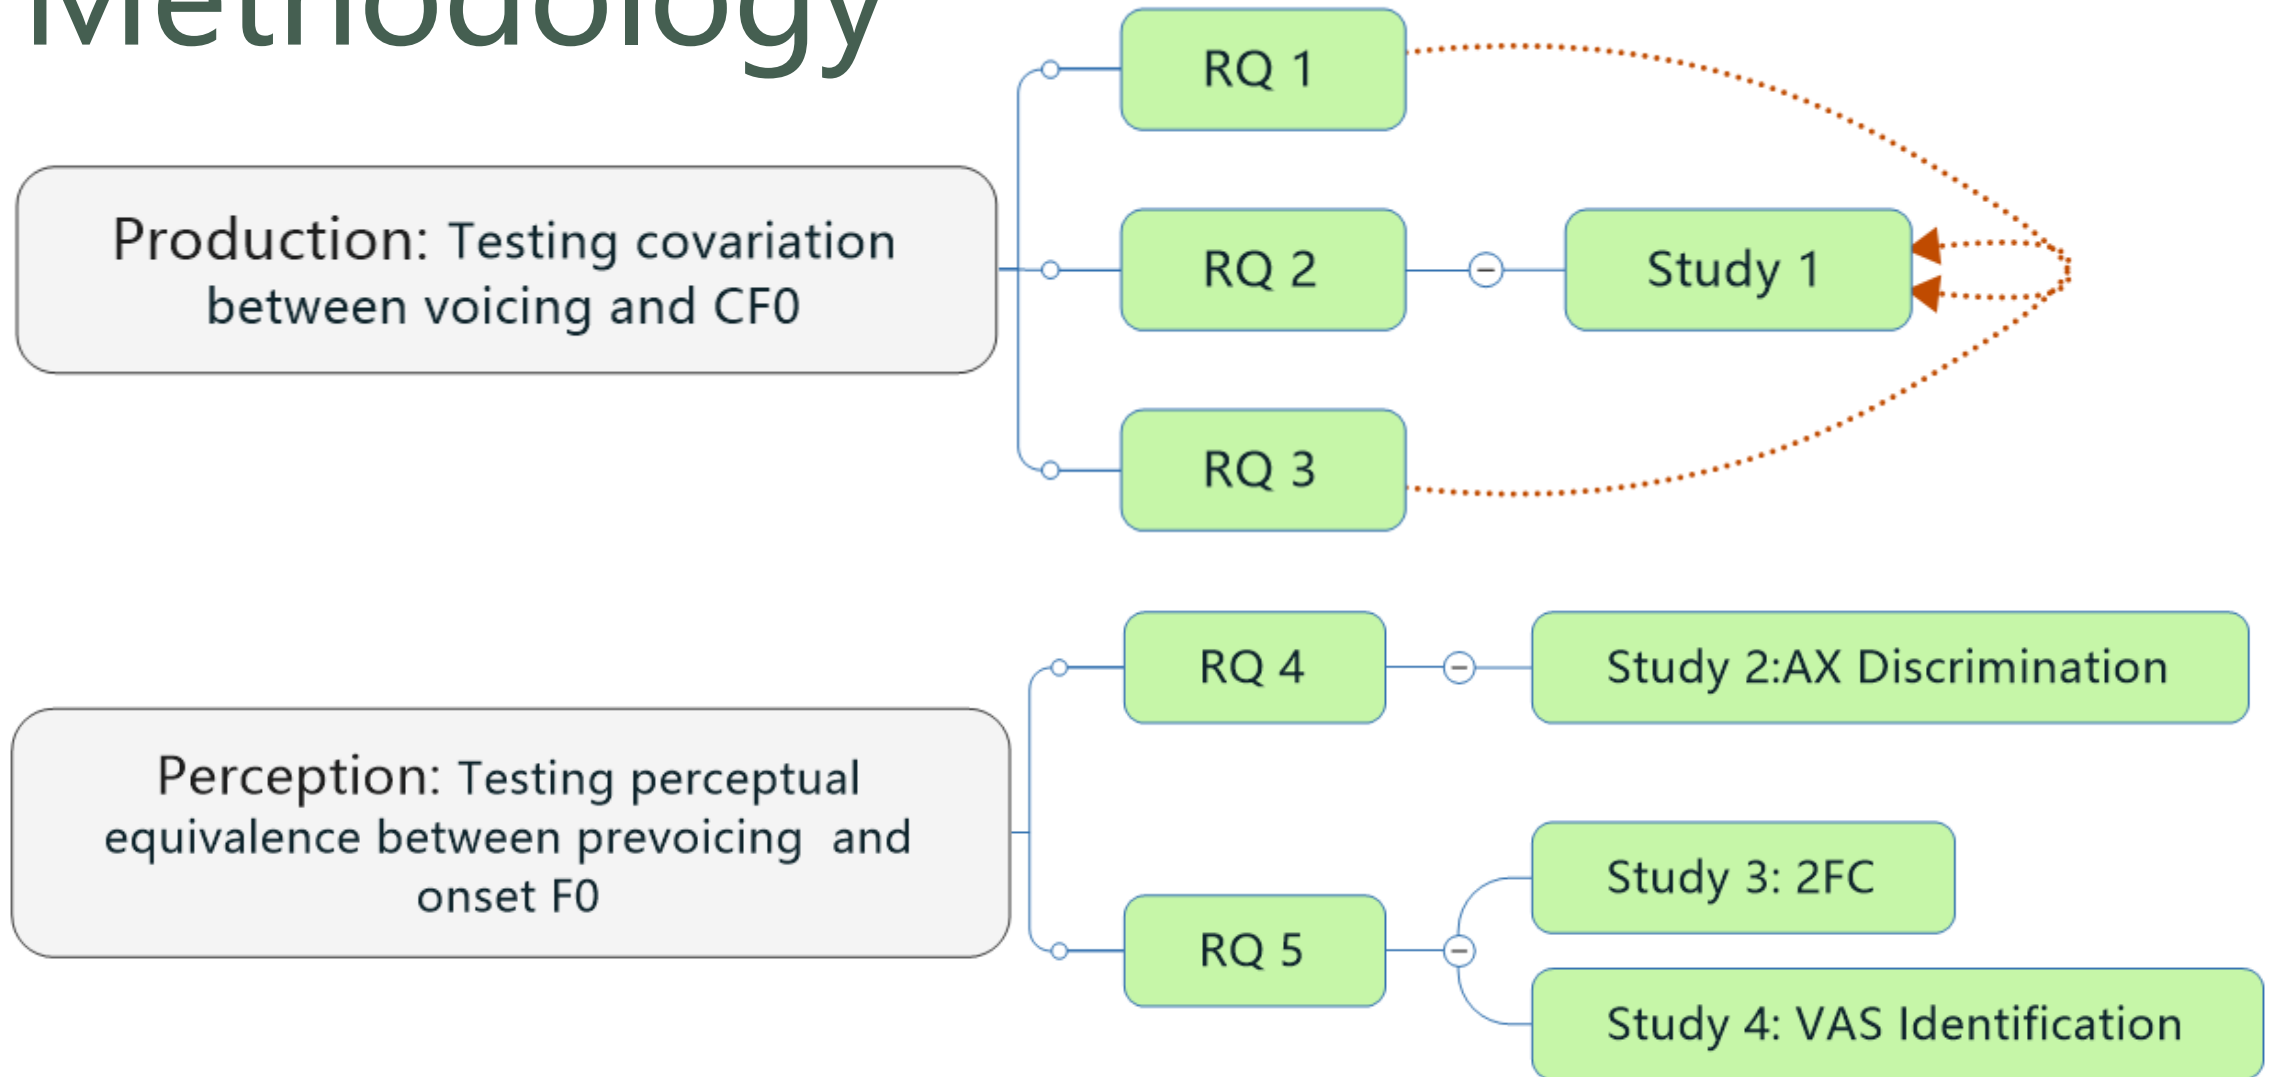 Methodology
RQ 1
Production: Testing covariation
between voicing and CF0
RQ 2
Study 1
RQ 3
RQ 4
Study 2:AX Discrimination
Perception: Testing perceptual
equivalence between prevoicing  and
onset F0
RQ 5
Study 3: 2FC
Study 4: VAS Identification